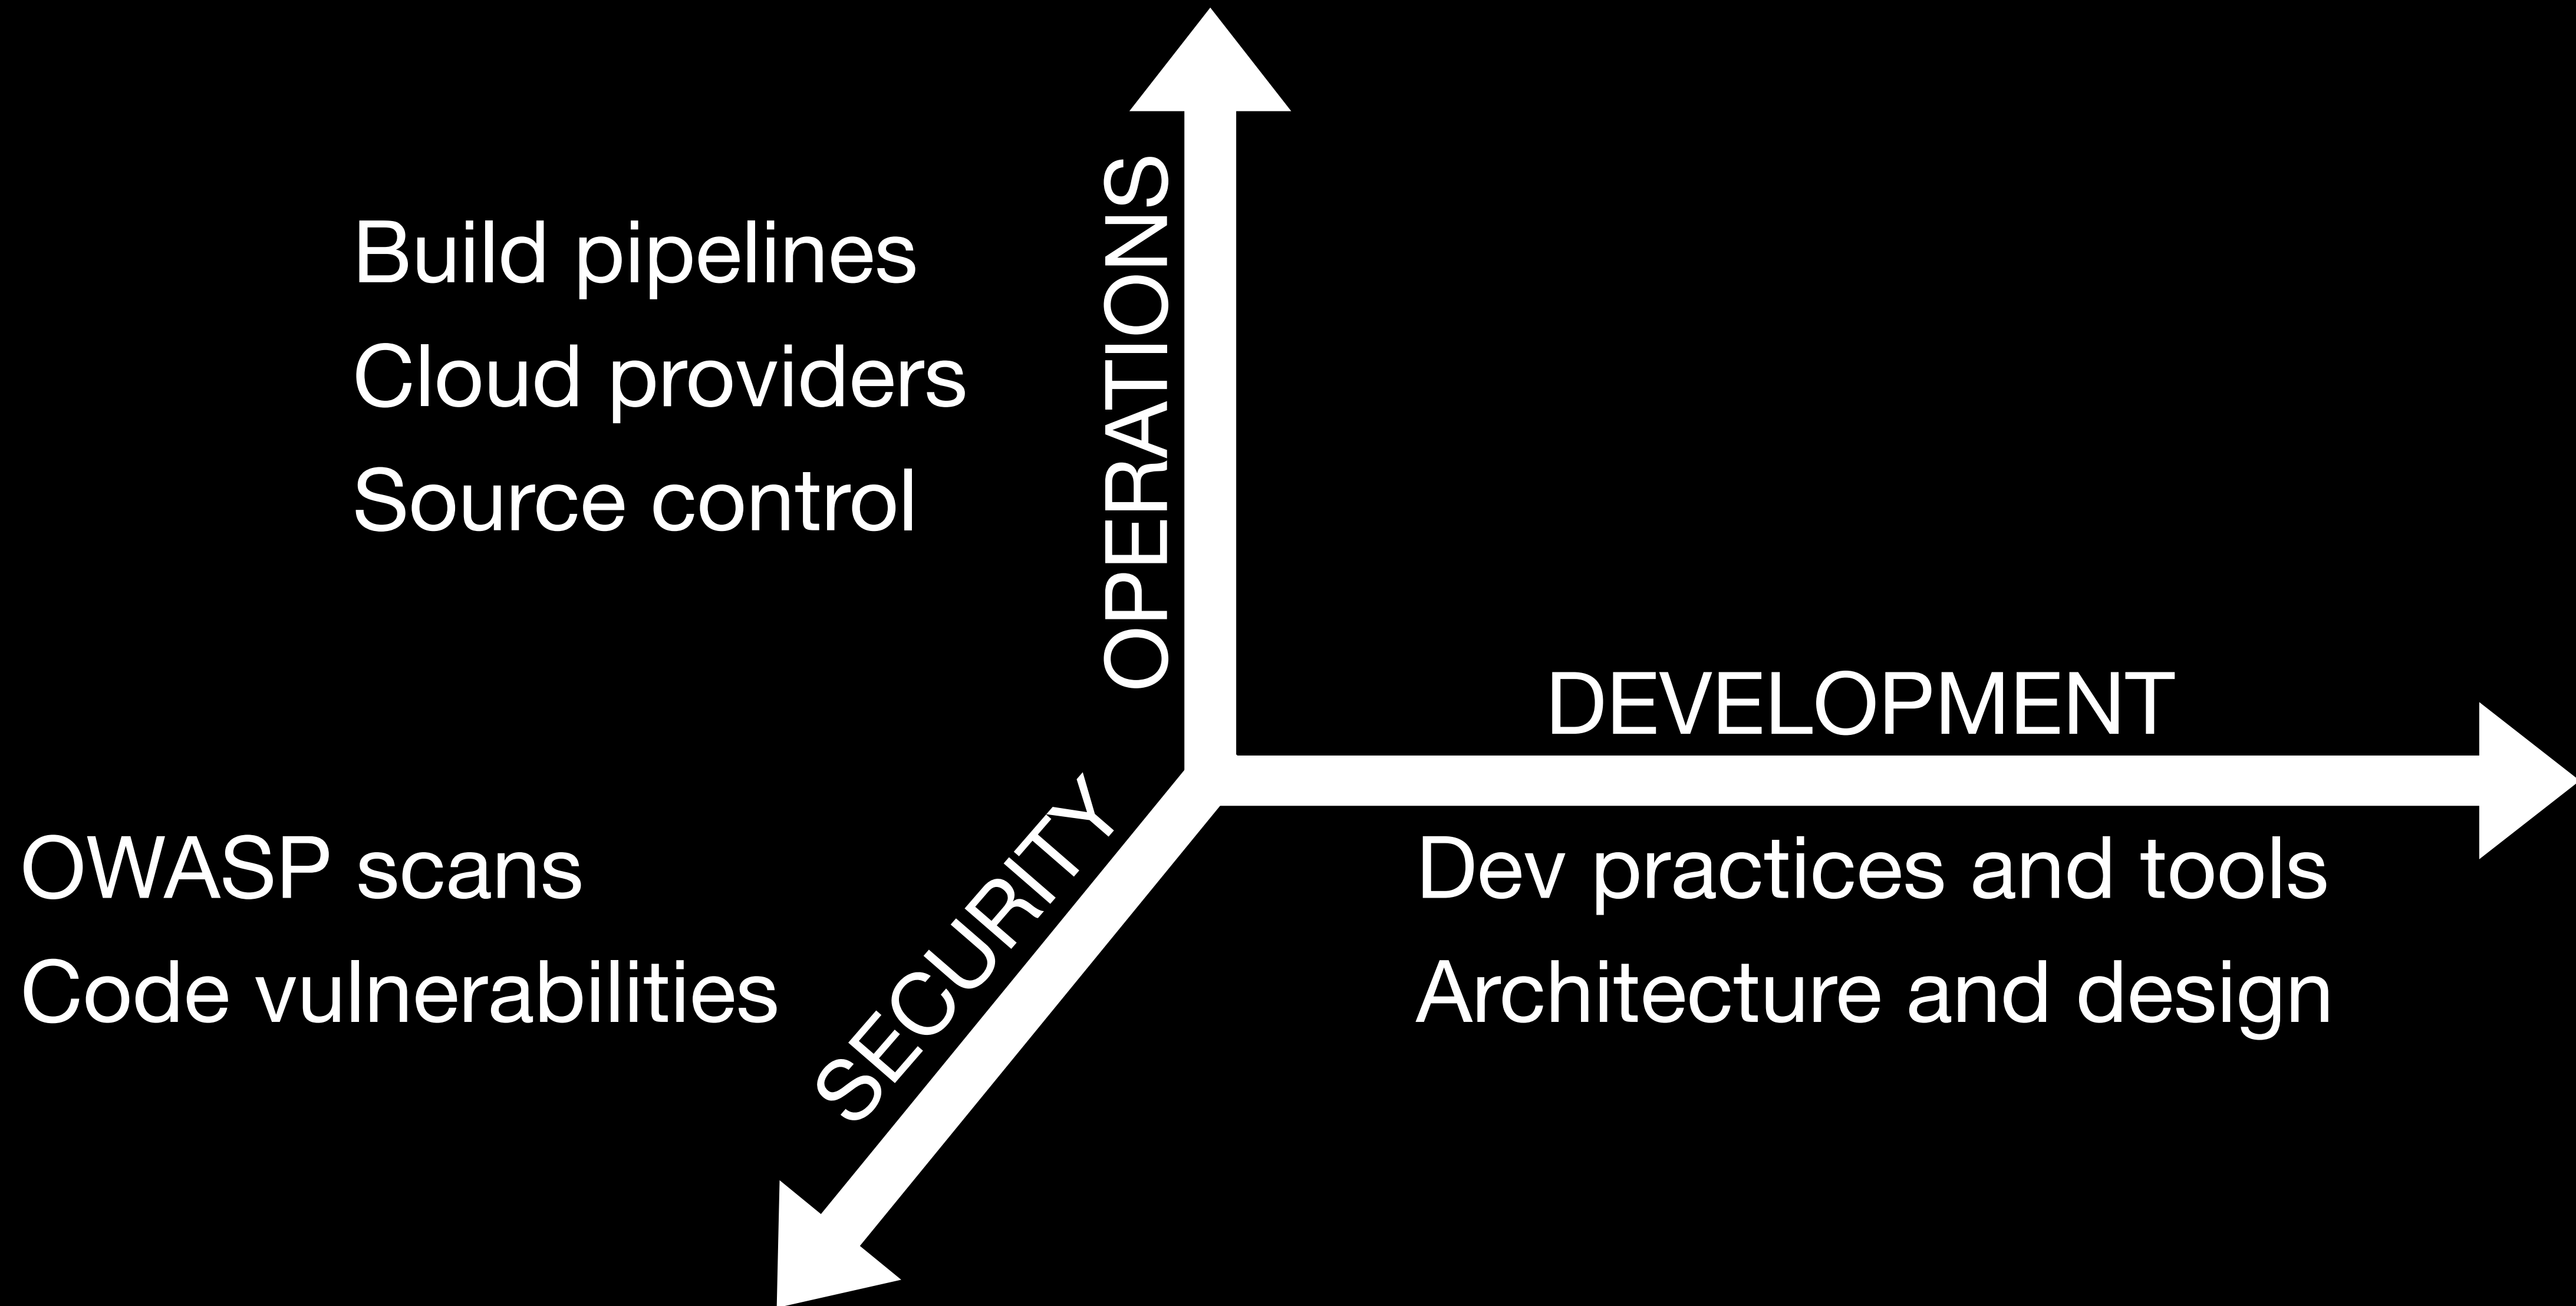 OPERATIONS
Build pipelines
Cloud providers
Source control
DEVELOPMENT
Dev practices and tools
Architecture and design
SECURITY
OWASP scans
Code vulnerabilities